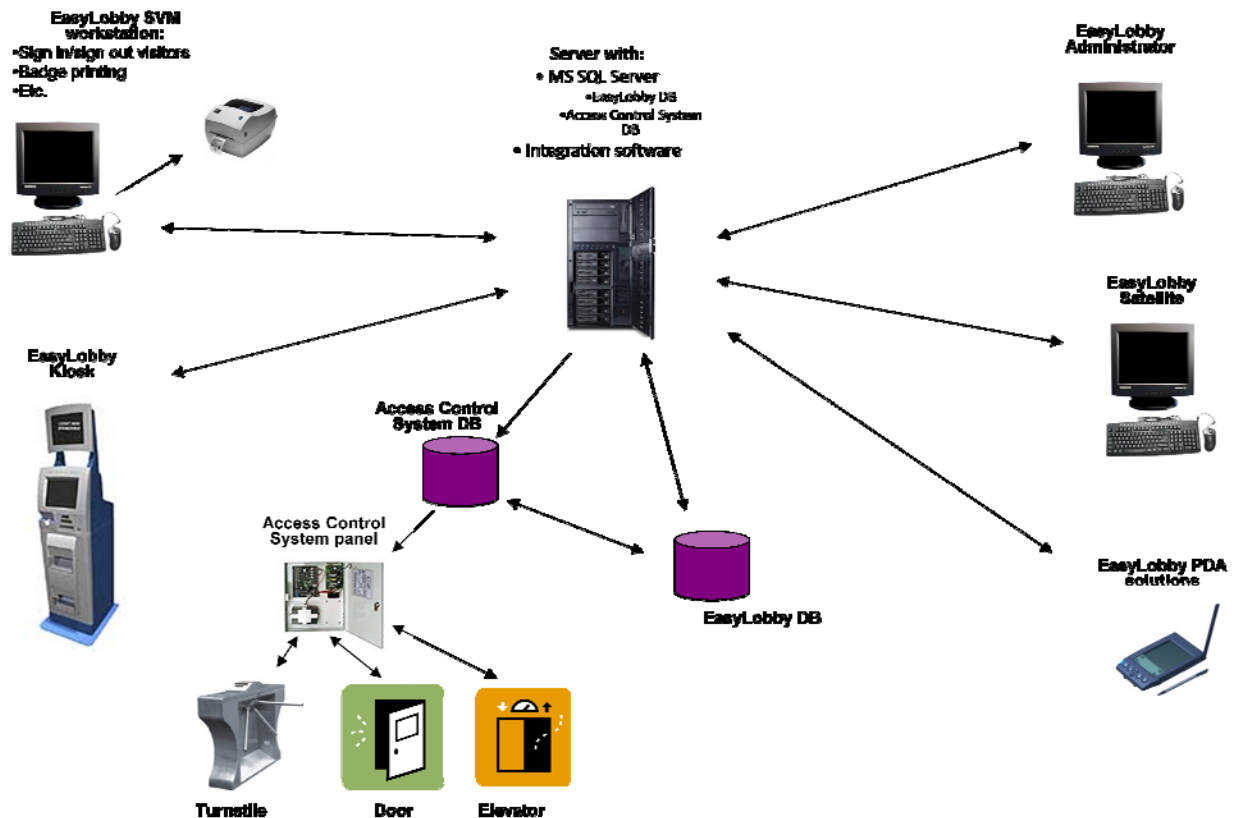 EasyLobby SVM
workstation:
•Sign in/sign out visitors
•Badge printing
•Etc.
Server with:
• MS SQL Server
•EasyLobby DB
•Access Control System
DB
• Integration software
EasyLobby
Administrator
EasyLobby
Satellite
EasyLobby
Kiosk
Access Control
System DB
Access Control
System panel
EasyLobby DB
EasyLobby PDA
solutions
Turnstile
Door
Elevator